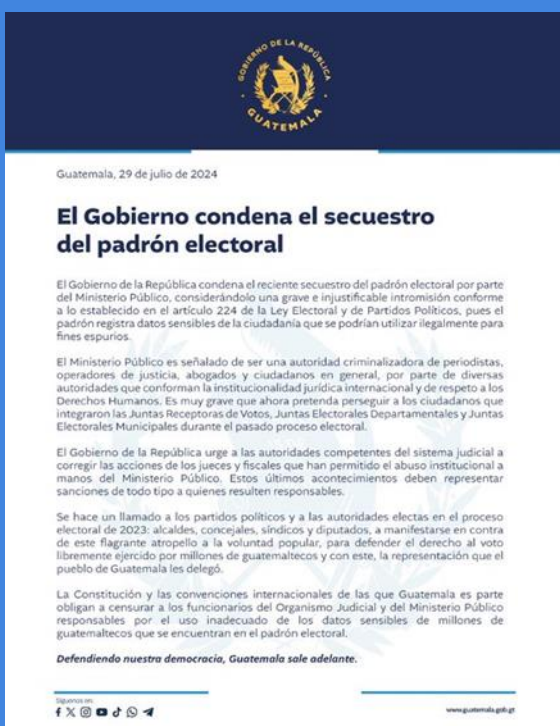 GOBIERNO DE LA REPÚBLICA
GUATEMALA
Guatemala, 29 de julio de 2024
El Gobierno condena el secuestro
del padrón electoral
El Gobierno de la República condena el reciente secuestro del padrón electoral por parte
del Ministerio Público, considerándolo una grave e injustificable intromisión conforme
a lo establecido en el artículo 224 de la Ley Electoral y de Partidos Políticos, pues el
padrón registra datos sensibles de la ciudadanía que se podrían utilizar ilegalmente para
fines espurios.
El Ministerio Público es señalado de ser una autoridad criminalizadora de periodistas,
operadores de justicia, abogados y ciudadanos en general, por parte de diversas
autoridades que conforman la institucionalidad jurídica internacional y de respeto a los
Derechos Humanos. Es muy grave que ahora pretenda perseguir a los ciudadanos que
integraron las Juntas Receptoras de Votos, Juntas Electorales Departamentales y Juntas
Electorales Municipales durante el pasado proceso electoral.
El Gobierno de la República urge a las autoridades competentes del sistema judicial a
corregir las acciones de los jueces y fiscales que han permitido el abuso institucional a
manos del Ministerio Público. Estos últimos acontecimientos deben representar
sanciones de todo tipo a quienes resulten responsables.
Se hace un llamado a los partidos políticos y a las autoridades electas en el proceso
electoral de 2023: alcaldes, concejales, síndicos y diputados, a manifestarse en contra
de este flagrante atropello a la voluntad popular, para defender el derecho al voto
libremente ejercido por millones de guatemaltecos y con este, la representación que el
pueblo de Guatemala les delegó.
La Constitución y las convenciones internacionales de las que Guatemala es parte
obligan a censurar a los funcionarios del Organismo Judicial y del Ministerio Público
responsables por el uso inadecuado de los datos sensibles de millones de
guatemaltecos que se encuentran en el padrón electoral.
Defendiendo nuestra democracia, Guatemala sale adelante.
Síguenos en:
www.guatemala.gob.gt